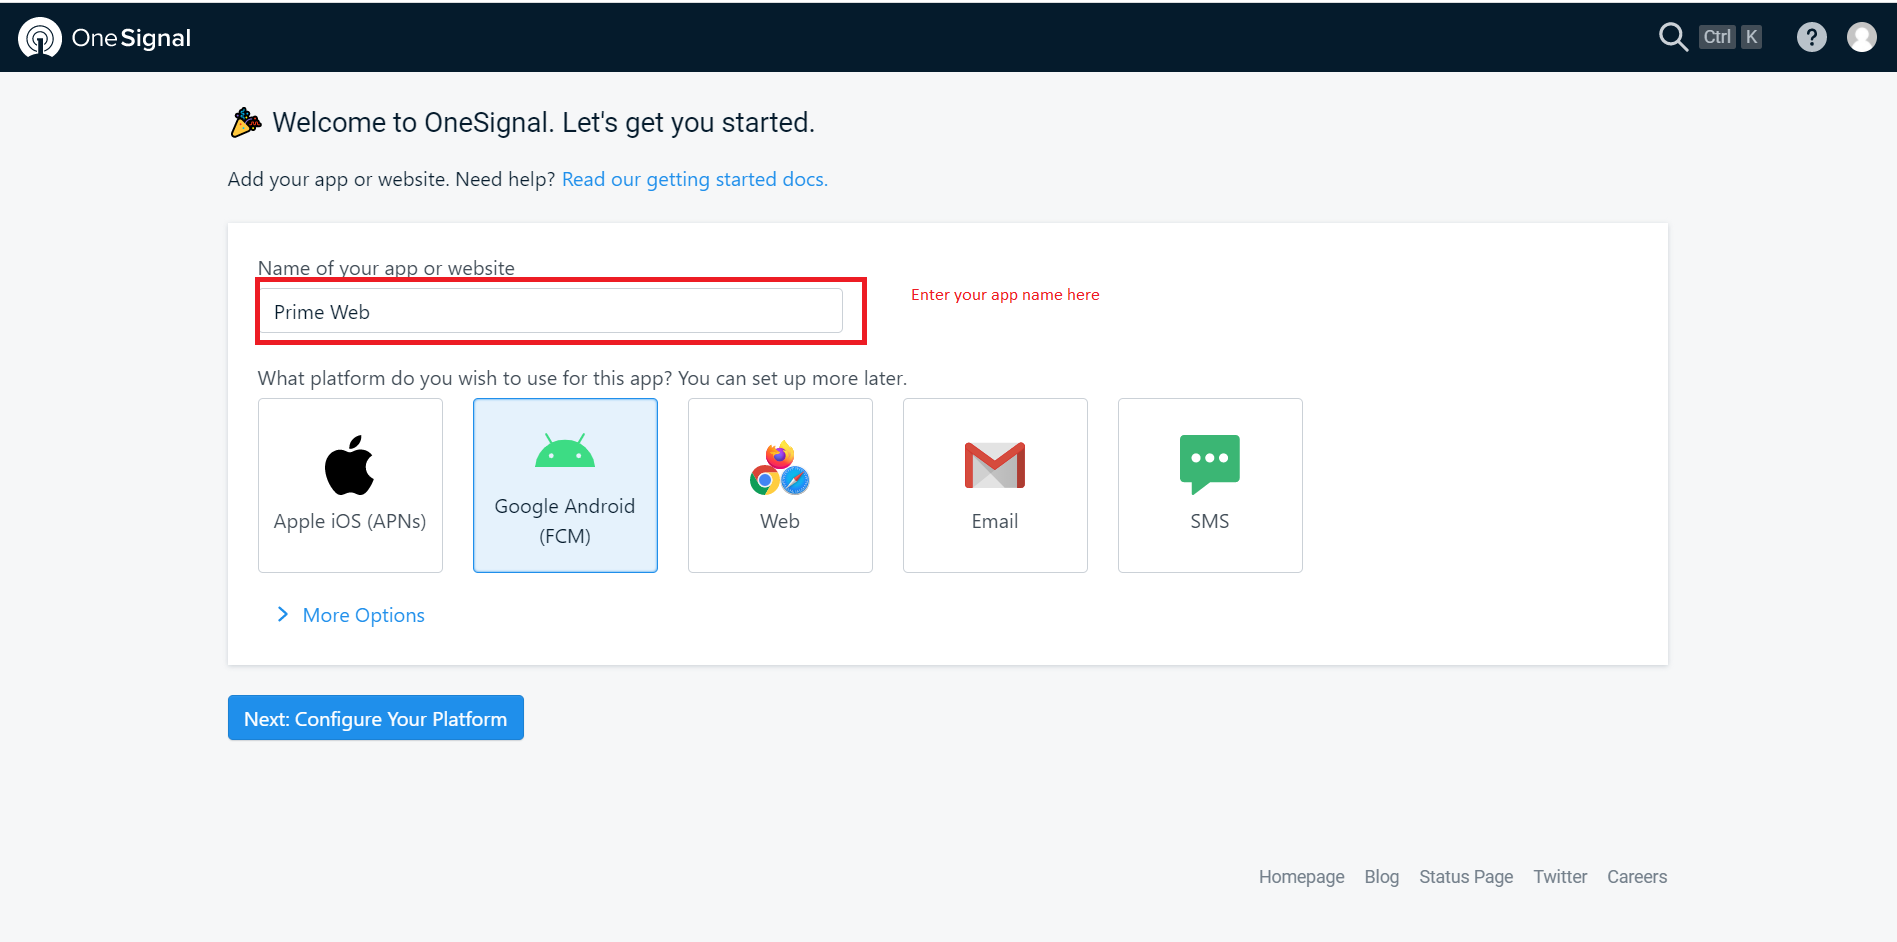 OneSignal
Ctrl K
?
Welcome to OneSignal. Let's get you started.
Add your app or website. Need help? Read our getting started docs.
Name of your app or website
Prime Web
Enter your app name here
What platform do you wish to use for this app? You can set up more later.
Apple iOS (APNs)
Google Android
(FCM)
Web
Email
SMS
More Options
Next: Configure Your Platform
Homepage Blog Status Page Twitter Careers